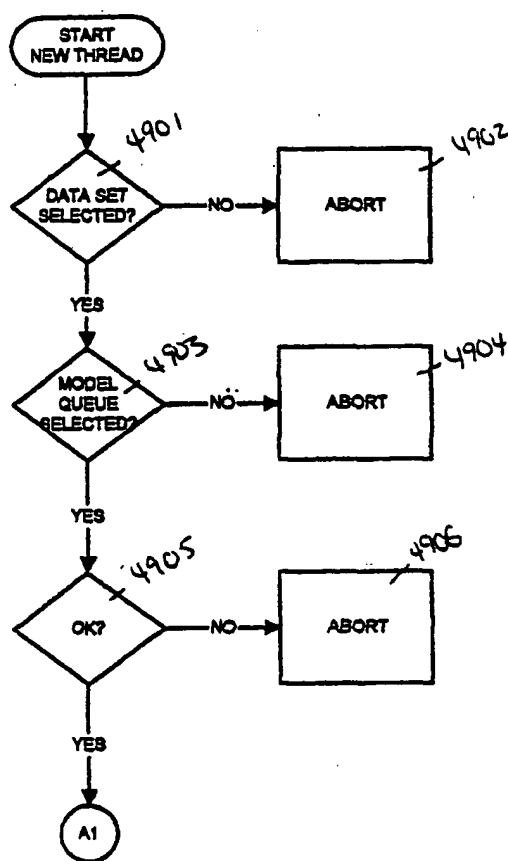 START
NEW THREAD
4901
4902
DATA SET
SELECTED?
NO
ABORT
YES
4903
4904
MODEL
QUEUE
SELECTED?
NO
ABORT
YES
4905
4906
OK?
NO
ABORT
YES
A1